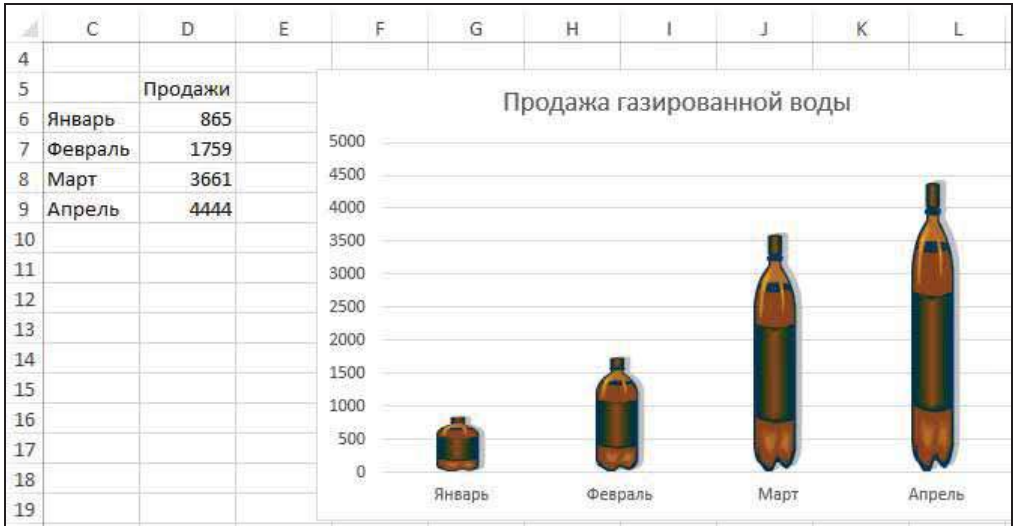 C D E F G H I J K L
4
5 Продажи
6 Январь 865
7 Февраль 1759
8 Март 3661
9 Апрель 4444
10
11
12
13
14
15
16
17
18
19
Продажа газированной воды
5000
4500
4000
3500
3000
2500
2000
1500
1000
500
0
Январь Февраль Март Апрель